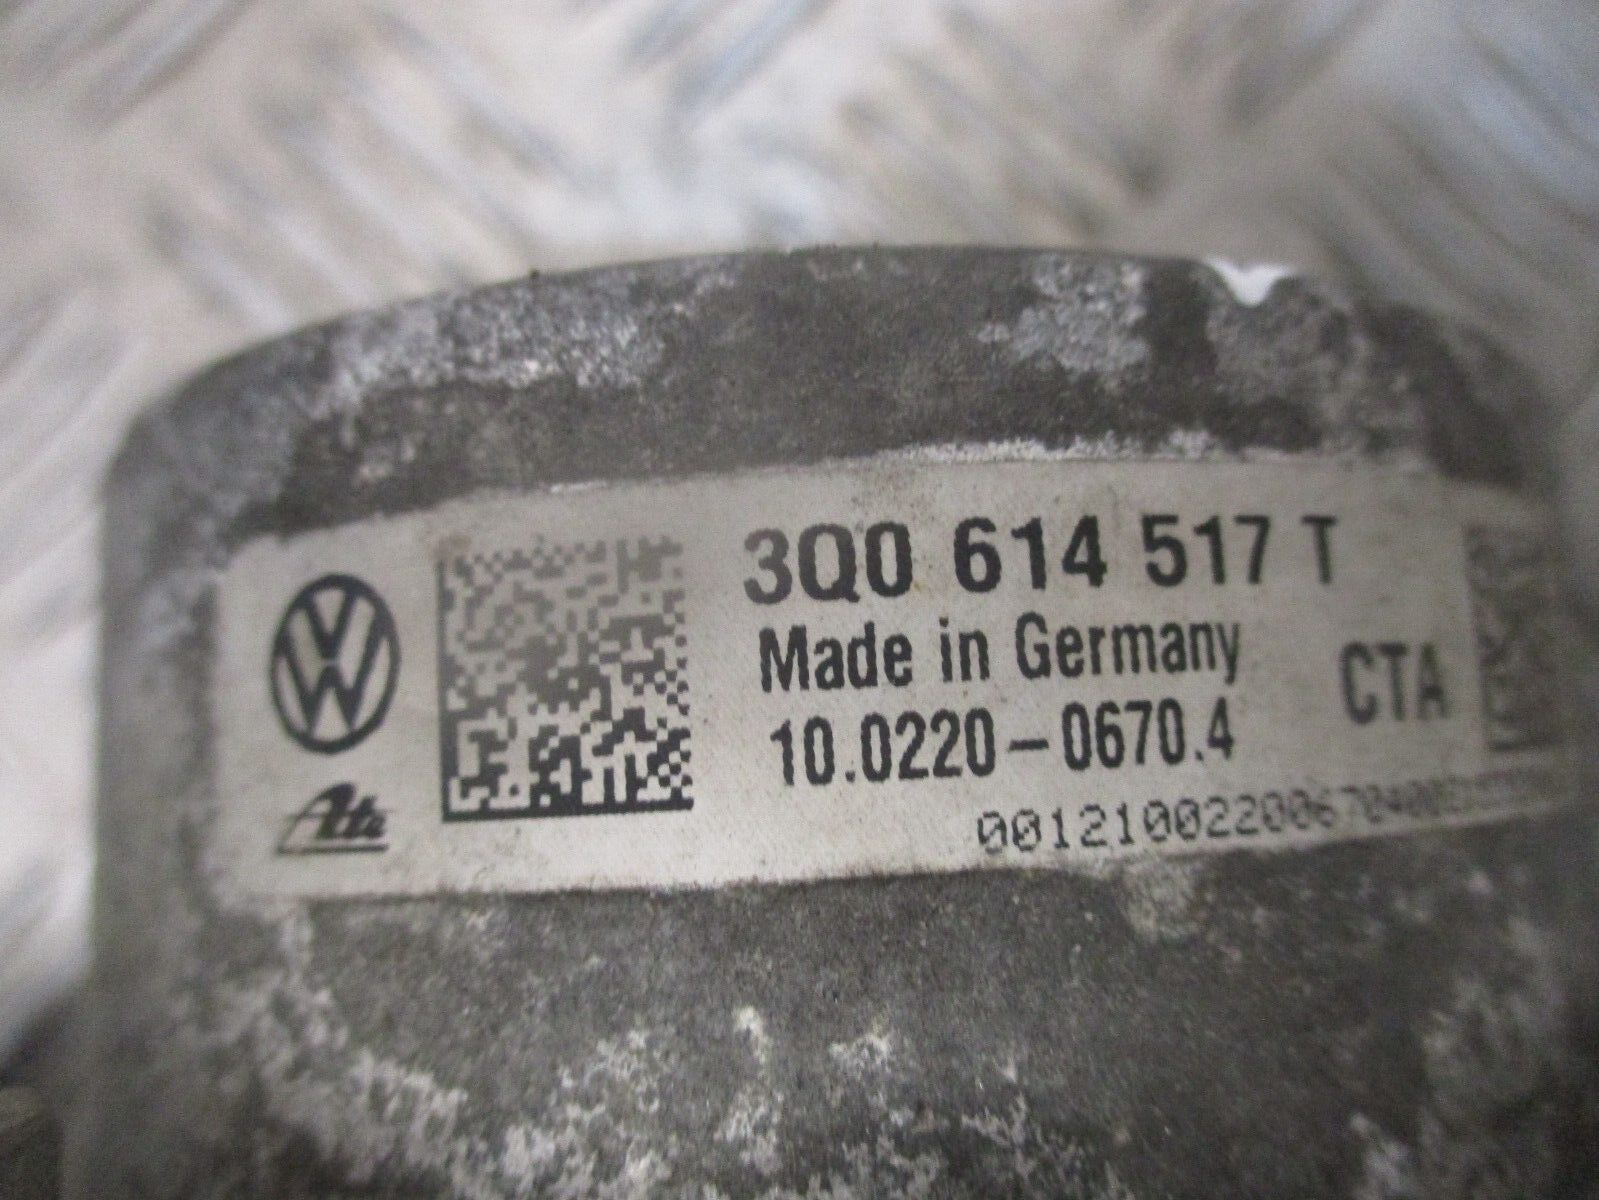 3Q0 614 517 T
Made in Germany
CTA
10.0220-0670.4
Ate